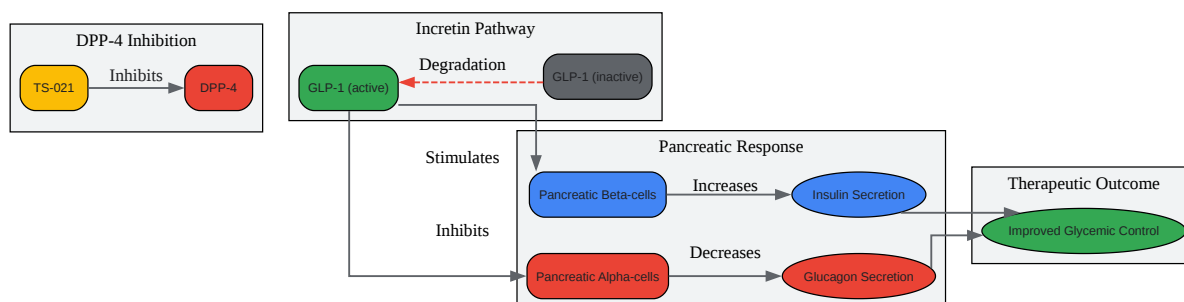 DPP-4 Inhibition
TS-021
Inhibits
DPP-4
Incretin Pathway
GLP-1 (active)
Degradation
GLP-1 (inactive)
Stimulates
Inhibits
Pancreatic Response
Pancreatic Beta-cells
Increases
Insulin Secretion
Pancreatic Alpha-cells
Decreases
Glucagon Secretion
Therapeutic Outcome
Improved Glycemic Control